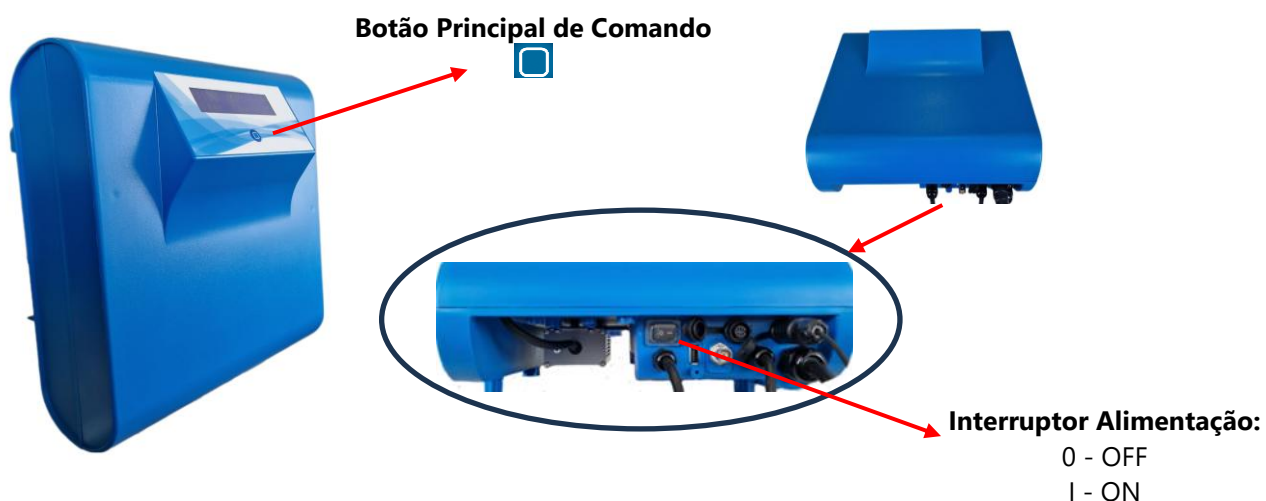 Botão Principal de Comando
Interruptor Alimentação:
0 - OFF
I - ON